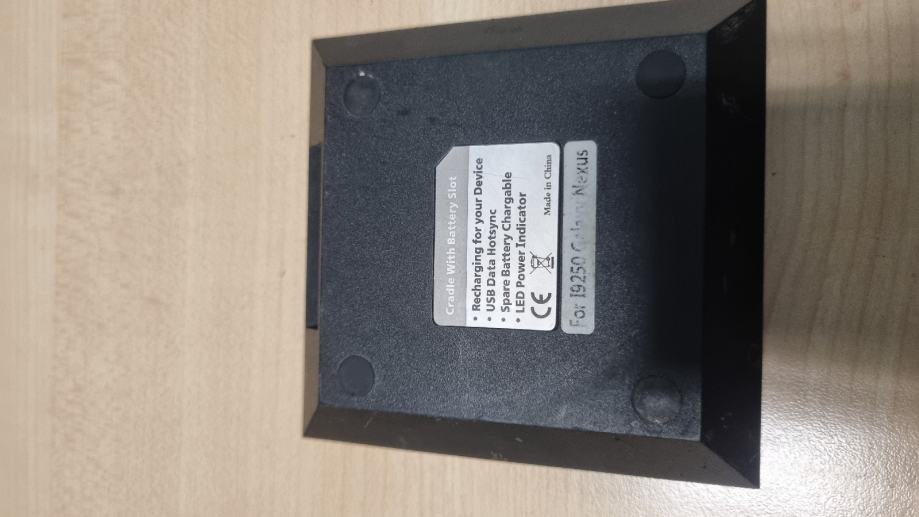 Cradle With Battery Slot
• Recharging for your Device
• USB Data Hotsync
• Spare Battery Chargable
• LED Power Indicator
CE Made in China
For I9250 Galaxy Nexus